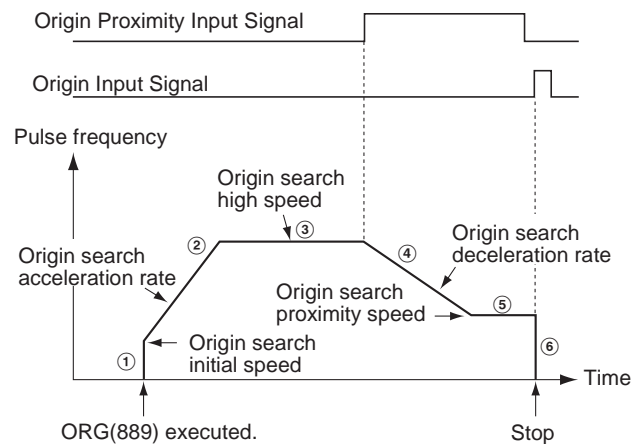 Origin Proximity Input Signal
Origin Input Signal
Pulse frequency
Origin search
high speed
② ③
Origin search
acceleration rate
④
Origin search
deceleration rate
Origin search
proximity speed
⑤
①
Origin search
initial speed
⑥
Time
ORG(889) executed.
Stop